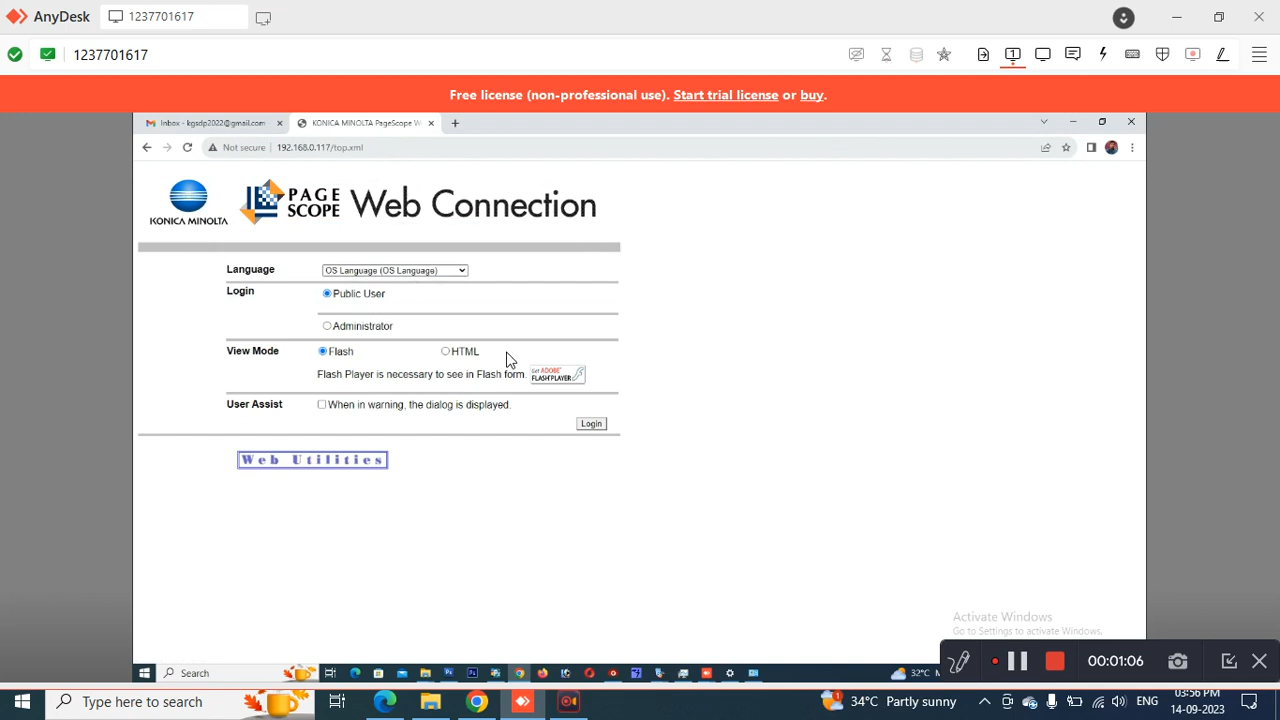 AnyDesk
1237701617
1237701617
Free license (non-professional use). Start trial license or buy.
Inbox - kgsdp2022@gmail.com
KONICA MINOLTA PageScope W
Not secure
192.168.0.117/top.xml
KONICA MINOLTA
PAGE SCOPE Web Connection
Language
OS Language (OS Language)
Login
Public User
Administrator
View Mode
Flash
HTML
Flash Player is necessary to see in Flash form.
Get ADOBE FLASH PLAYER
User Assist
When in warning, the dialog is displayed.
Login
Web Utilities
Activate Windows
Go to Settings to activate Windows.
Search
32°C
00:01:06
Type here to search
34°C Partly sunny
ENG
03:56 PM
14-09-2023